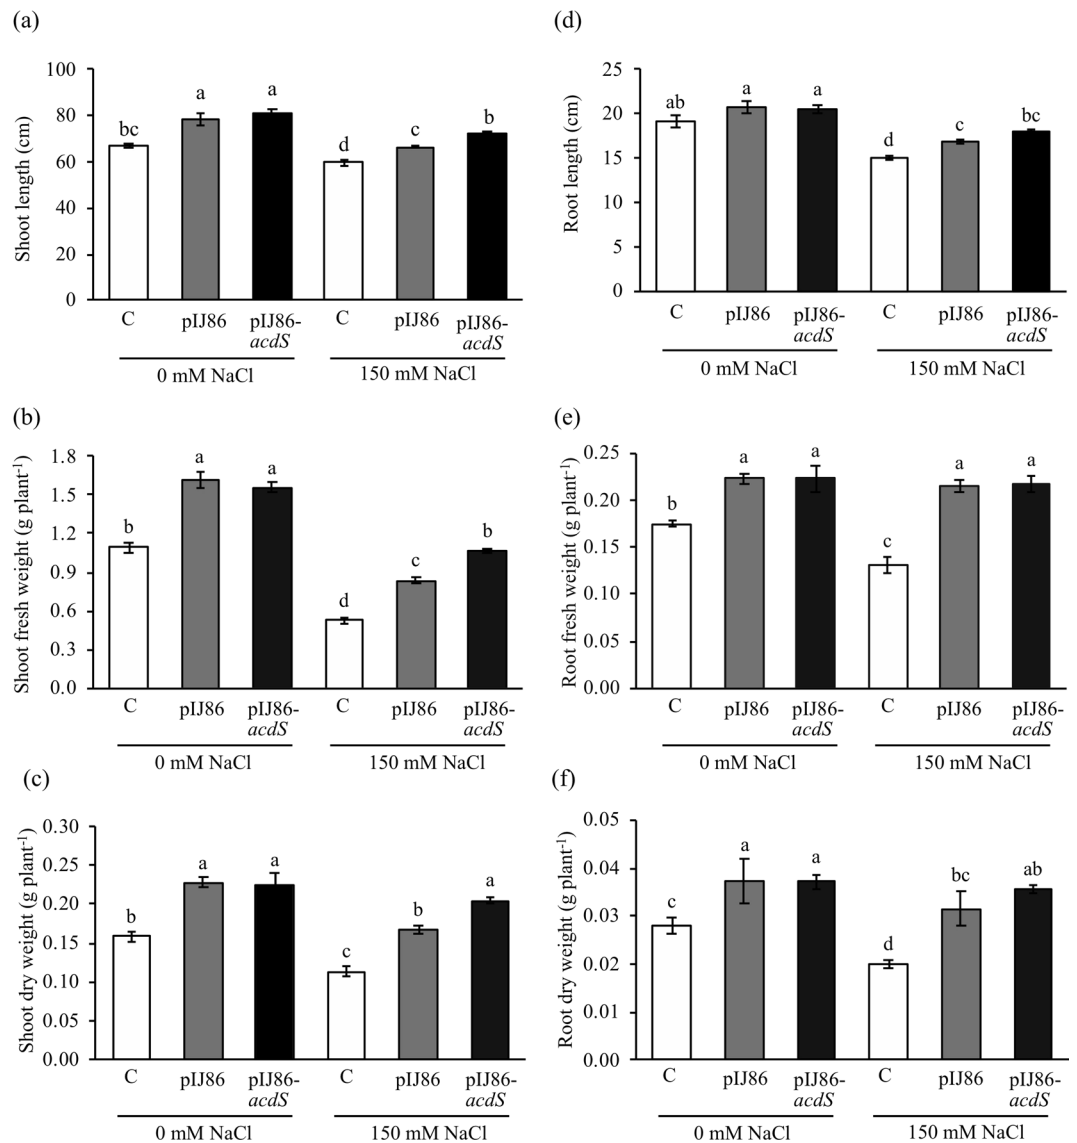 (a)
Shoot length (cm)
100
80
60
40
20
0
bc
a
a
d
c
b
C
pIJ86
pIJ86-
acdS
C
pIJ86
pIJ86-
acdS
0 mM NaCl
150 mM NaCl
(d)
Root length (cm)
25
20
15
10
5
0
ab
a
a
d
c
bc
C
pIJ86
pIJ86-
acdS
C
pIJ86
pIJ86-
acdS
0 mM NaCl
150 mM NaCl
(b)
Shoot fresh weight (g plant-1)
1.8
1.5
1.2
0.9
0.6
0.3
0.0
b
a
a
d
c
b
C
pIJ86
pIJ86-
acdS
C
pIJ86
pIJ86-
acdS
0 mM NaCl
150 mM NaCl
(e)
Root fresh weight (g plant-1)
0.25
0.20
0.15
0.10
0.05
0.00
b
a
a
c
a
a
C
pIJ86
pIJ86-
acdS
C
pIJ86
pIJ86-
acdS
0 mM NaCl
150 mM NaCl
(c)
Shoot dry weight (g plant-1)
0.30
0.25
0.20
0.15
0.10
0.05
0.00
b
a
a
c
b
a
C
pIJ86
pIJ86-
acdS
C
pIJ86
pIJ86-
acdS
0 mM NaCl
150 mM NaCl
(f)
Root dry weight (g plant-1)
0.05
0.04
0.03
0.02
0.01
0.00
c
a
a
d
bc
ab
C
pIJ86
pIJ86-
acdS
C
pIJ86
pIJ86-
acdS
0 mM NaCl
150 mM NaCl